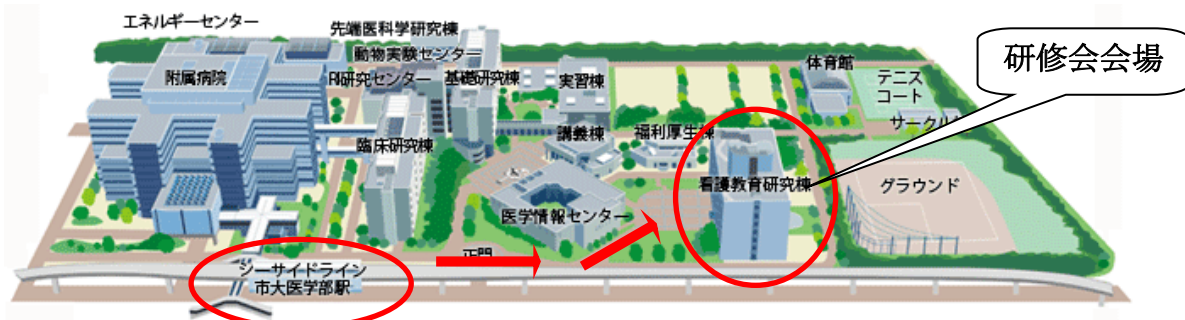 エネルギーセンター
先端医科学研究棟
動物実験センター
附属病院
RI研究センター
基礎研究棟
実習棟
体育館
テニス
コート
研修会会場
サークル
臨床研究棟
講義棟
福利厚生棟
看護教育研究棟
グラウンド
医学情報センター
正門
シーサイドライン
市大医学部駅